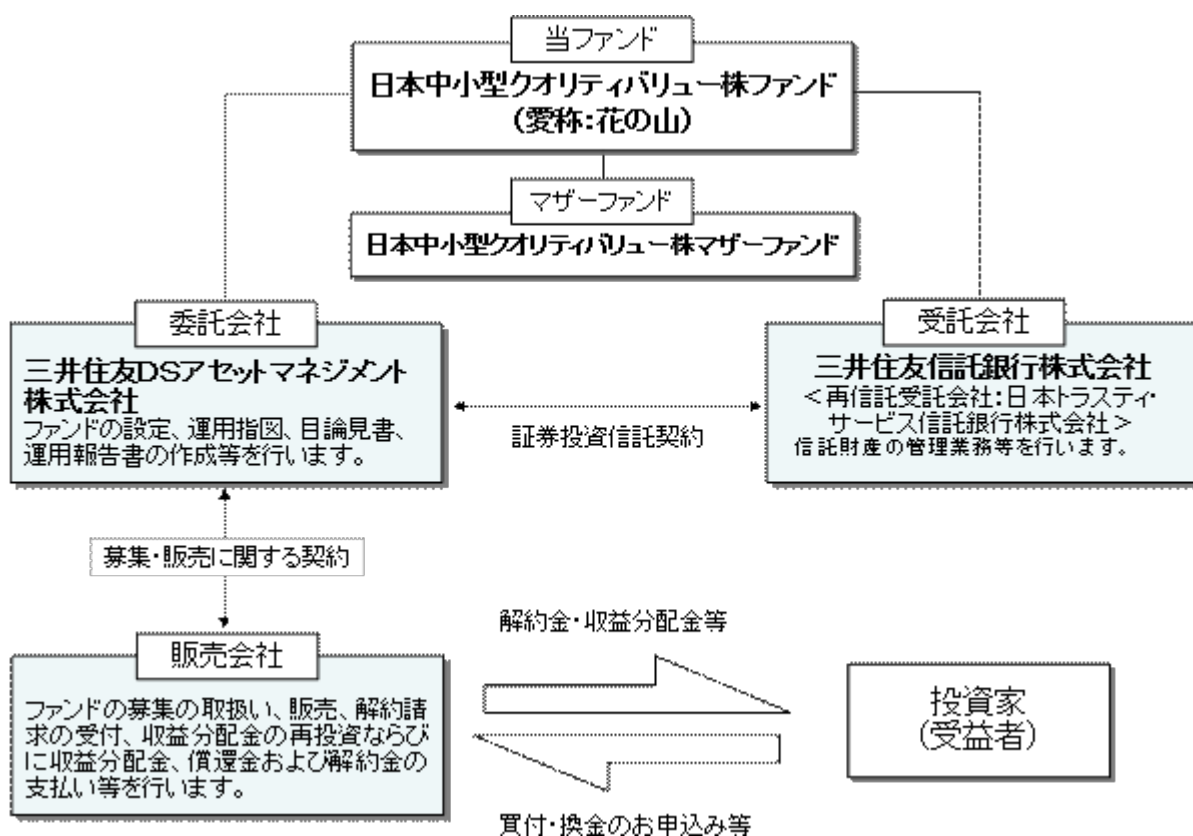 当ファンド
日本中小型クオリティバリュー株ファンド
(愛称:花の山)
マザーファンド
日本中小型クオリティバリュー株マザーファンド
委託会社
三井住友DSアセットマネジメント
株式会社
ファンドの設定、運用指図、目論見書、
運用報告書の作成等を行います。
証券投資信託契約
受託会社
三井住友信託銀行株式会社
<再信託受託会社:日本トラスティ・
サービス信託銀行株式会社>
信託財産の管理業務等を行います。
募集・販売に関する契約
販売会社
ファンドの募集の取扱い、販売、解約請
求の受付、収益分配金の再投資ならび
に収益分配金、償還金および解約金の
支払い等を行います。
解約金・収益分配金等
買付・換金のお申込み等
投資家
(受益者)